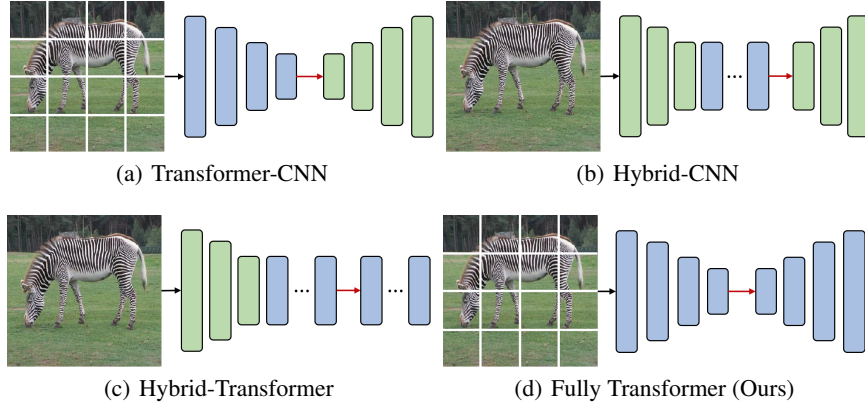 (a) Transformer-CNN
(b) Hybrid-CNN
(c) Hybrid-Transformer
(d) Fully Transformer (Ours)